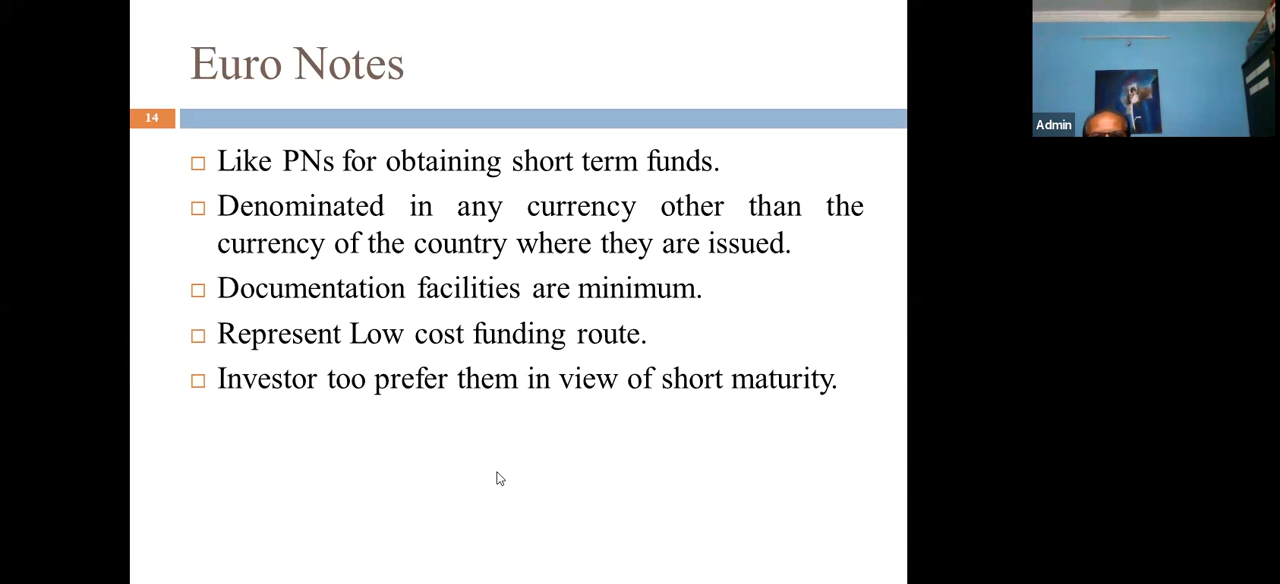 Euro Notes
14
Like PNs for obtaining short term funds.
Denominated in any currency other than the
currency of the country where they are issued.
Documentation facilities are minimum.
Represent Low cost funding route.
Investor too prefer them in view of short maturity.
Admin